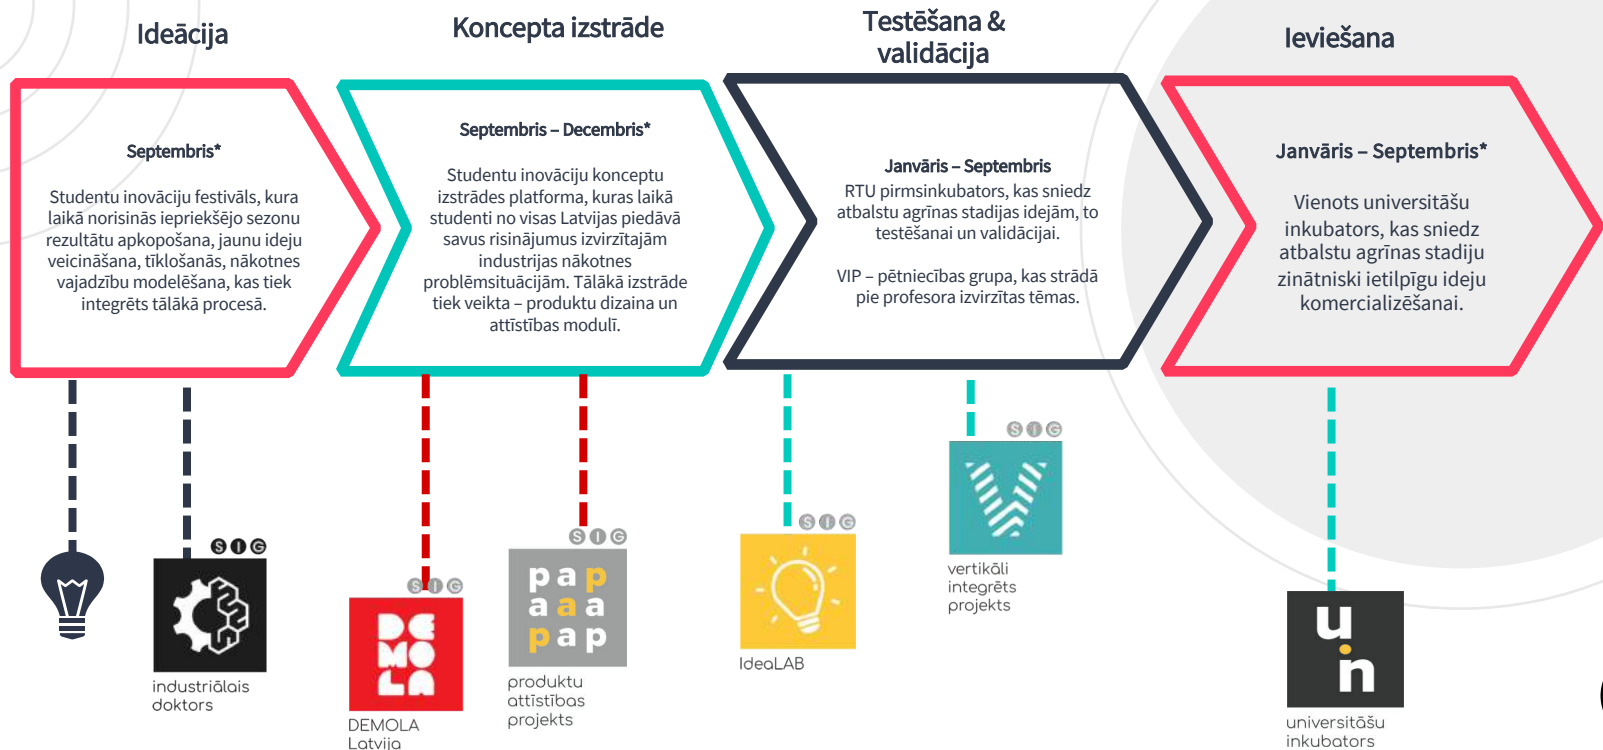 Ideācija
Septembris*
Studentu inovāciju festivāls, kura
laikā norisinās iepriekšējo sezonu
rezultātu apkopošana, jaunu ideju
veicināšana, tīklošanās, nākotnes
vajadzību modelēšana, kas tiek
integrēts tālākā procesā.
Koncepta izstrāde
Septembris – Decembris*
Studentu inovāciju konceptu
izstrādes platforma, kuras laikā
studenti no visas Latvijas piedāvā
savus risinājumus izvirzītajām
industrijas nākotnes
problēmsituācijām. Tālākā izstrāde
tiek veikta – produktu dizaina un
attīstības modulī.
Testēšana &
validācija
Janvāris – Septembris
RTU pirmsinkubators, kas sniedz
atbalstu agrīnas stadijas idejām, to
testēšanai un validācijai.
VIP – pētniecības grupa, kas strādā
pie profesora izvirzītas tēmas.
Ieviešana
Janvāris – Septembris*
Vienots universitāšu
inkubators, kas sniedz
atbalstu agrīnas stadiju
zinātniski ietilpīgu ideju
komercializēšanai.
S I G
industriālais
doktors
S I G
DE
MO
LA
DEMOLA
Latvija
S I G
pap
aaa
pap
produktu
attīstības
projekts
S I G
IdeaLAB
S I G
V
vertikāli
integrēts
projekts
u
in
universitāšu
inkubators